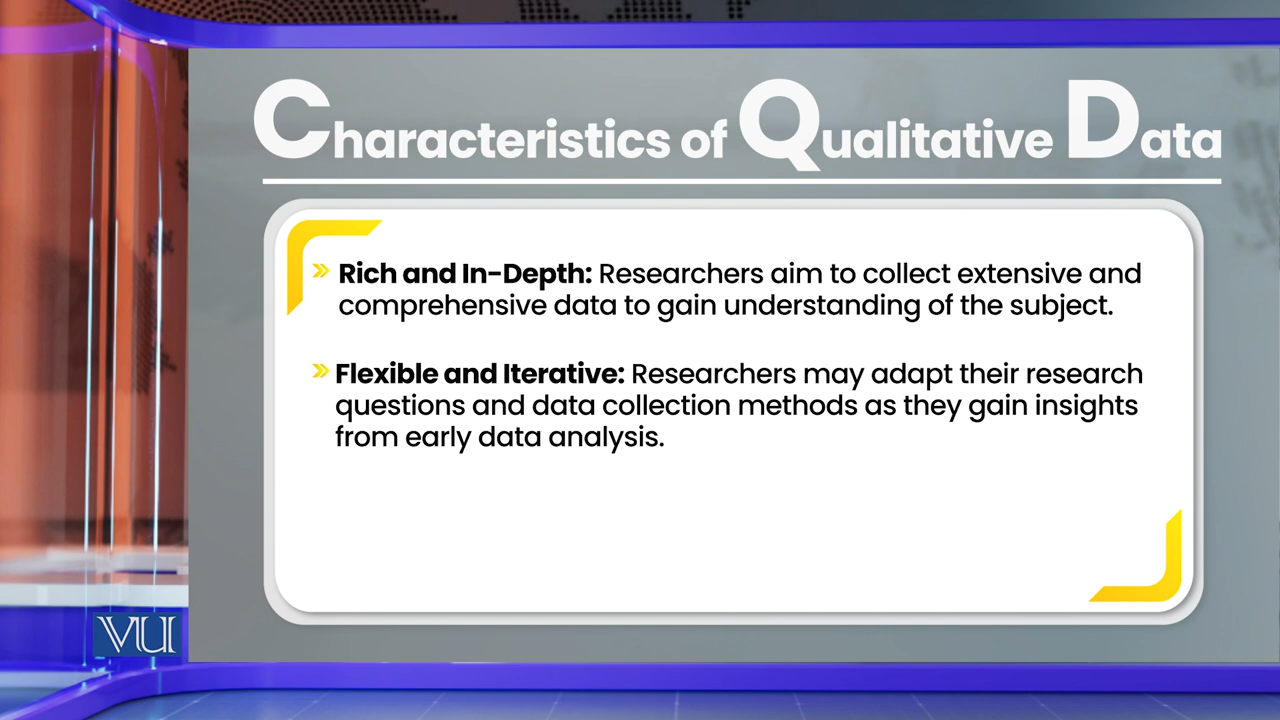 Characteristics of Qualitative Data
» Rich and In-Depth: Researchers aim to collect extensive and
comprehensive data to gain understanding of the subject.
» Flexible and Iterative: Researchers may adapt their research
questions and data collection methods as they gain insights
from early data analysis.
VU